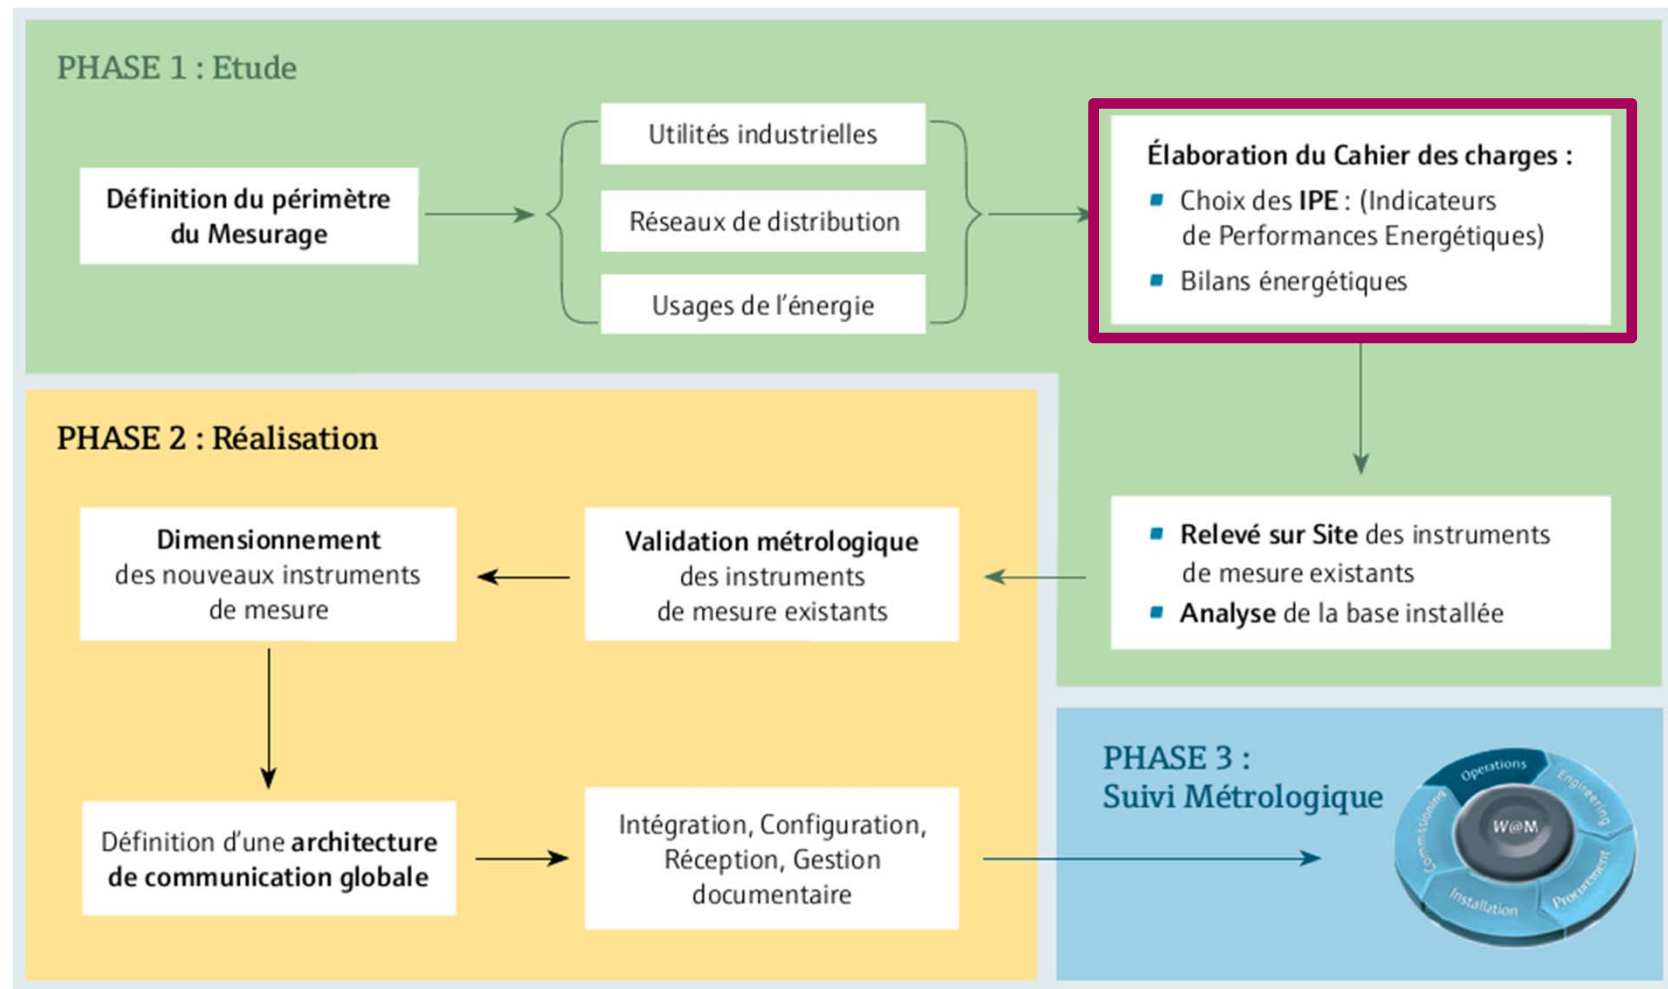 PHASE 1 : Etude
Définition du périmètre
du Mesurage
Utilités industrielles
Réseaux de distribution
Usages de l'énergie
Élaboration du Cahier des charges :
Choix des IPE : (Indicateurs
de Performances Energétiques)
Bilans énergétiques
Relevé sur Site des instruments
de mesure existants
Analyse de la base installée
PHASE 2 : Réalisation
Validation métrologique
des instruments
de mesure existants
Dimensionnement
des nouveaux instruments
de mesure
Définition d'une architecture
de communication globale
Intégration, Configuration,
Réception, Gestion
documentaire
PHASE 3 :
Suivi Métrologique
Operations
Engineering
Procurement
Installation
Commissioning
W@M